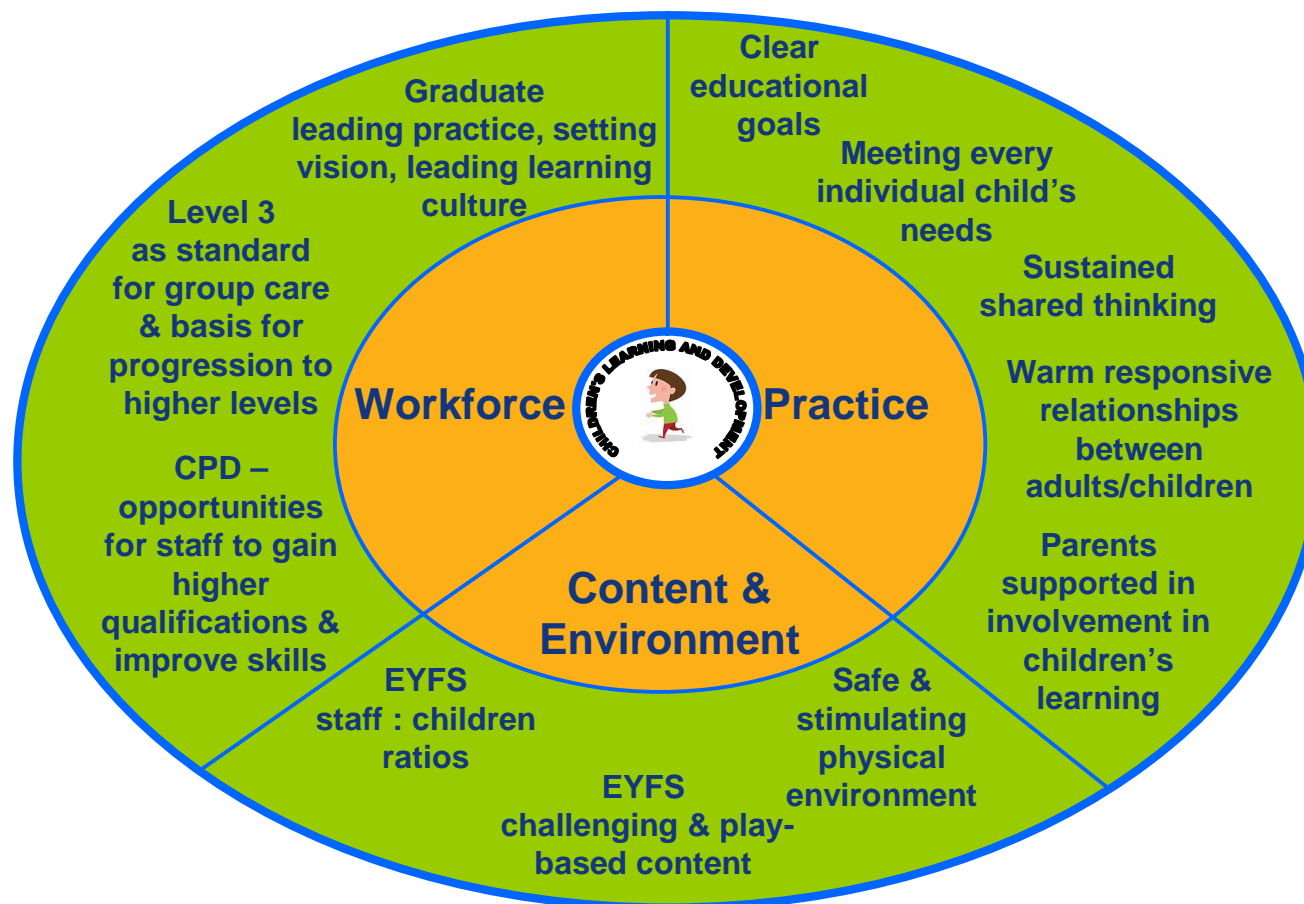 Clear
educational
goals
Meeting every
individual child's
needs
Sustained
shared thinking
Warm responsive
relationships
between
adults/children
Parents
supported in
involvement in
children's
learning
Graduate
leading practice, setting
vision, leading learning
culture
Level 3
as standard
for group care
& basis for
progression to
higher levels
CPD –
opportunities
for staff to gain
higher
qualifications &
improve skills
Workforce
CHILDREN'S LEARNING AND DEVELOPMENT
Practice
Content &
Environment
EYFS
staff : children
ratios
EYFS
challenging & play-
based content
Safe &
stimulating
physical
environment